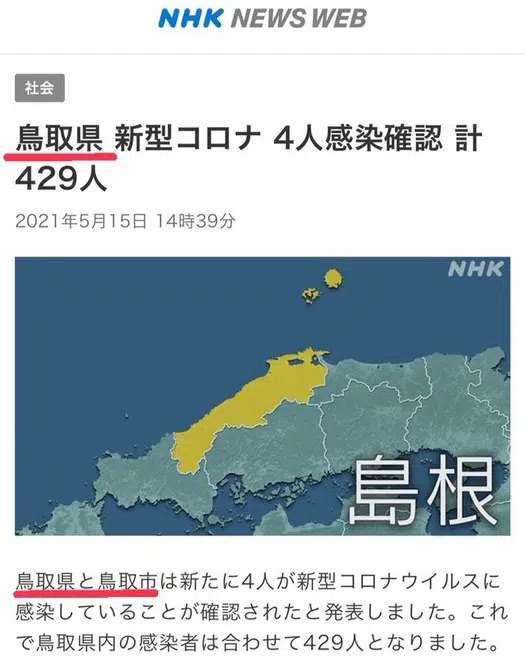 NHK NEWS WEB
社会
鳥取県 新型コロナ 4人感染確認 計
429人
2021年5月15日 14時39分
NHK
島根
鳥取県と鳥取市は新たに4人が新型コロナウイルスに
感染していることが確認されたと発表しました。これ
で鳥取県内の感染者は合わせて429人となりました。